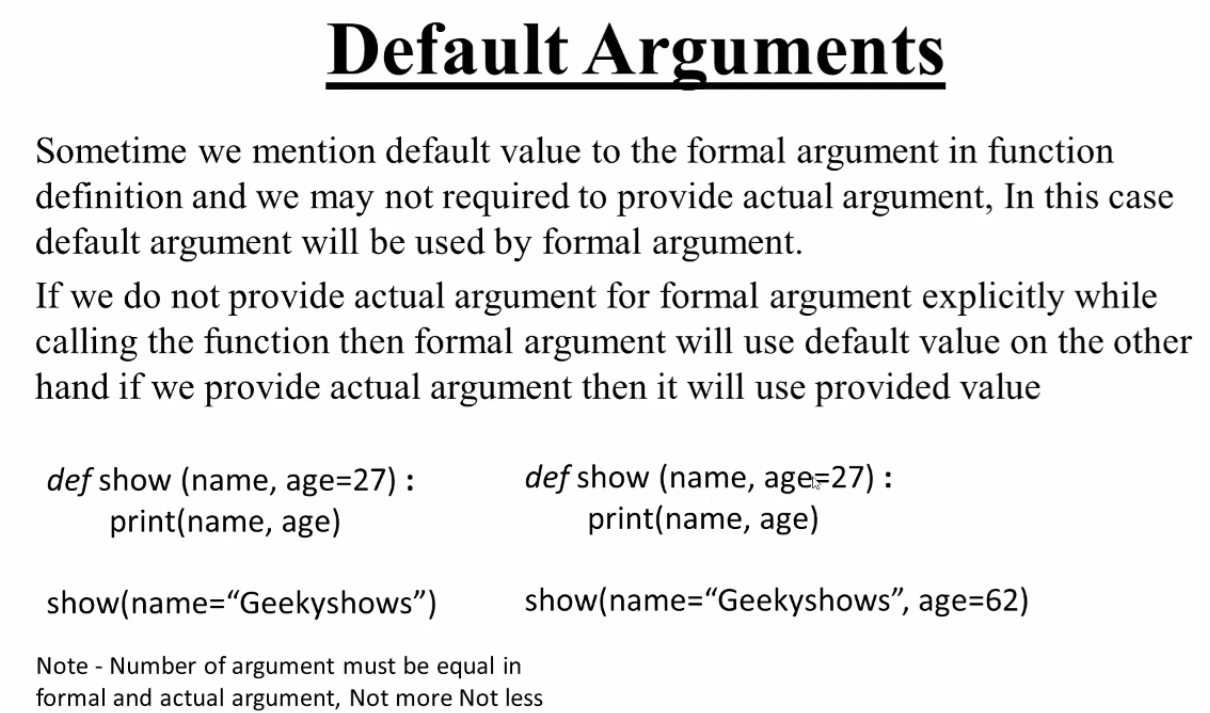 Default Arguments
Sometime we mention default value to the formal argument in function
definition and we may not required to provide actual argument, In this case
default argument will be used by formal argument.
If we do not provide actual argument for formal argument explicitly while
calling the function then formal argument will use default value on the other
hand if we provide actual argument then it will use provided value
def show (name, age=27) :
print(name, age)
show(name=“Geekyshows”)
Note - Number of argument must be equal in
formal and actual argument, Not more Not less
def show (name, age=27) :
print(name, age)
show(name=“Geekyshows”, age=62)